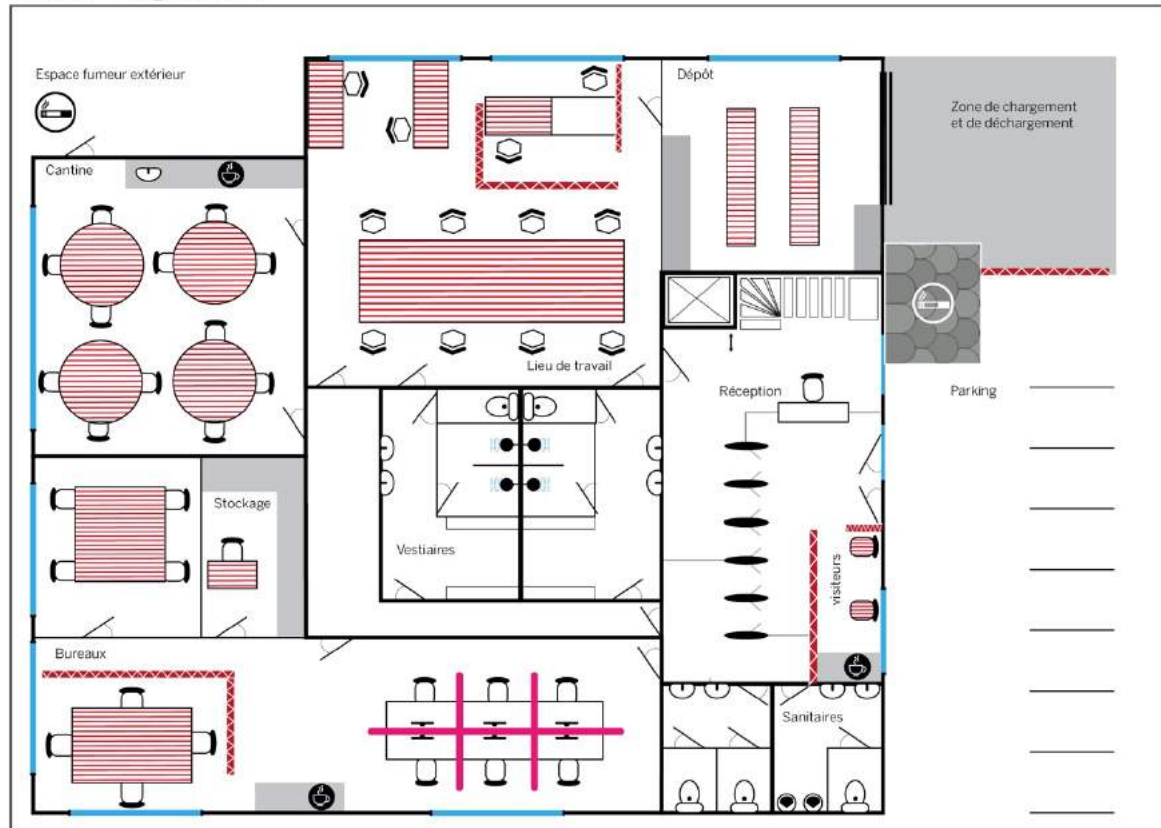 Espace fumeur extérieur
Dépôt
Zone de chargement
et de déchargement
Cantine
Lieu de travail
Réception
Parking
Stockage
Vestiaires
visiteurs
Bureaux
Sanitaires